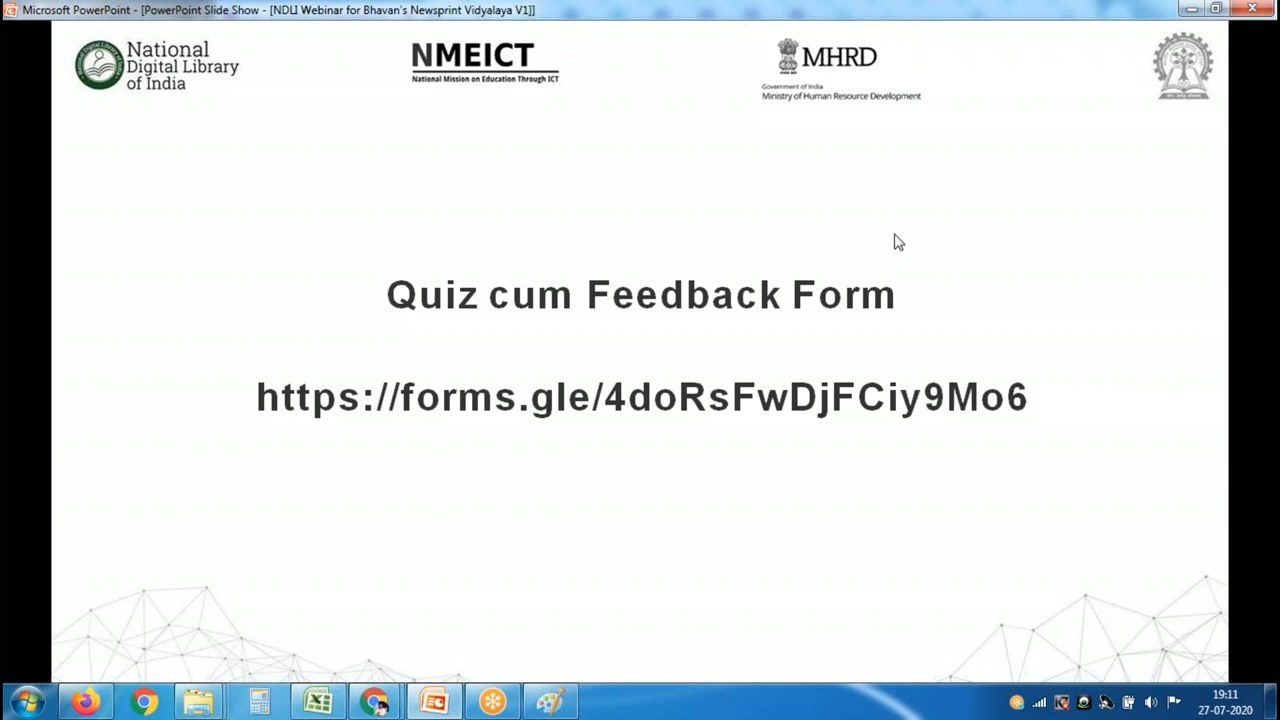 Microsoft PowerPoint - [PowerPoint Slide Show - [NDLI Webinar for Bhavan's Newsprint Vidyalaya V1]]
National
Digital Library
of India
NMEICT
National Mission on Education Through ICT
MHRD
Government of India
Ministry of Human Resource Development
Quiz cum Feedback Form
https://forms.gle/4doRsFwDjFCiy9Mo6
19:11
27-07-2020